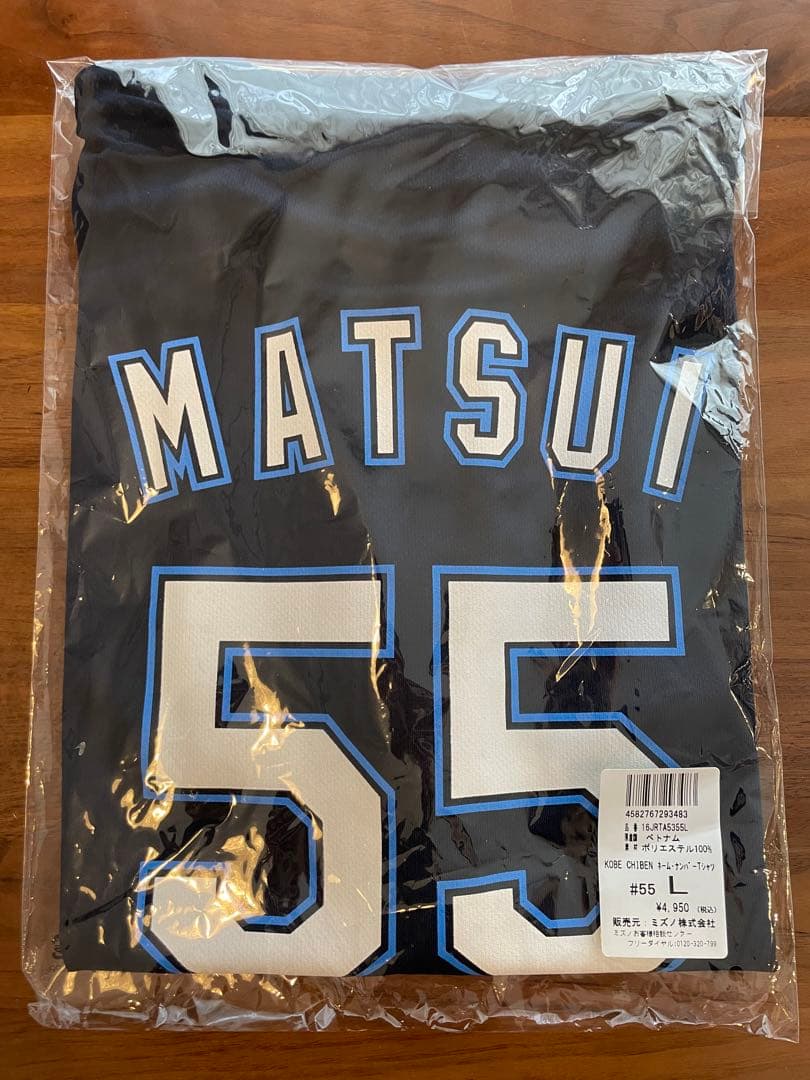 MATSUI
55
4582767293483
品 番 16JRTA5355L
原産国 ベトナム
素 材 ポリエステル100%
KOBE CHIBEN ネーム・ナンバーTシャツ
#55 L
¥4,950 (税込)
販売元:ミズノ株式会社
ミズノお客様相談センター
フリーダイヤル:0120-320-799